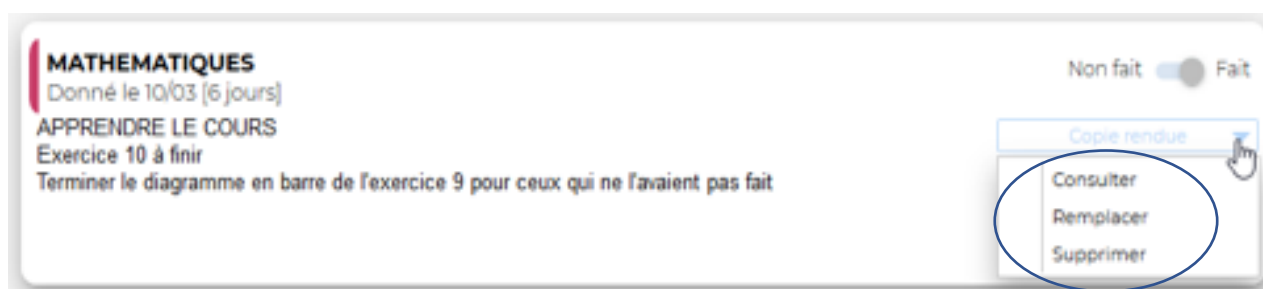 MATHEMATIQUES
Donné le 10/03 [6 jours]
Non fait Fait
APPRENDRE LE COURS
Exercice 10 à finir
Terminer le diagramme en barre de l'exercice 9 pour ceux qui ne l'avaient pas fait
Copie rendue
Consulter
Remplacer
Supprimer